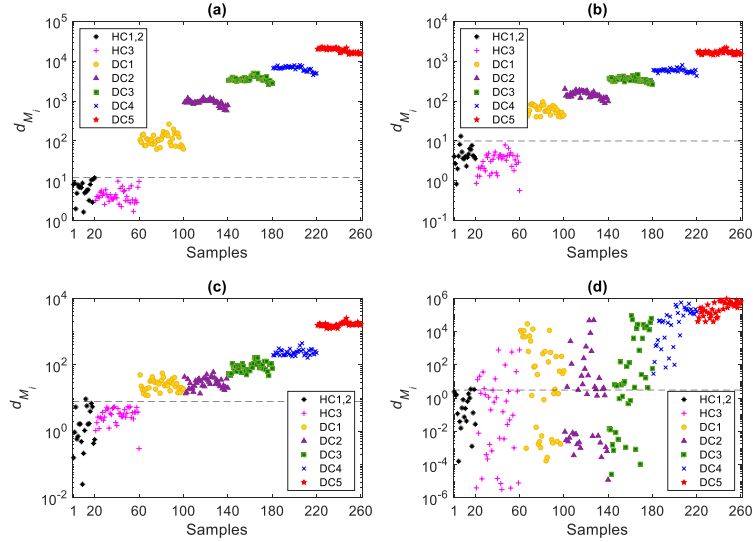 (a)
10^5
10^4
10^3
10^2
10^1
10^0
d_{M_i}
HC1,2
HC3
DC1
DC2
DC3
DC4
DC5
1 20 60 100 140 180 220 260
Samples
(b)
10^5
10^4
10^3
10^2
10^1
10^0
10^-1
d_{M_i}
HC1,2
HC3
DC1
DC2
DC3
DC4
DC5
1 20 60 100 140 180 220 260
Samples
(c)
10^4
10^2
10^0
10^-2
d_{M_i}
HC1,2
HC3
DC1
DC2
DC3
DC4
DC5
1 20 60 100 140 180 220 260
Samples
(d)
10^6
10^4
10^2
10^0
10^-2
10^-4
10^-6
d_{M_i}
HC1,2
HC3
DC1
DC2
DC3
DC4
DC5
1 20 60 100 140 180 220 260
Samples